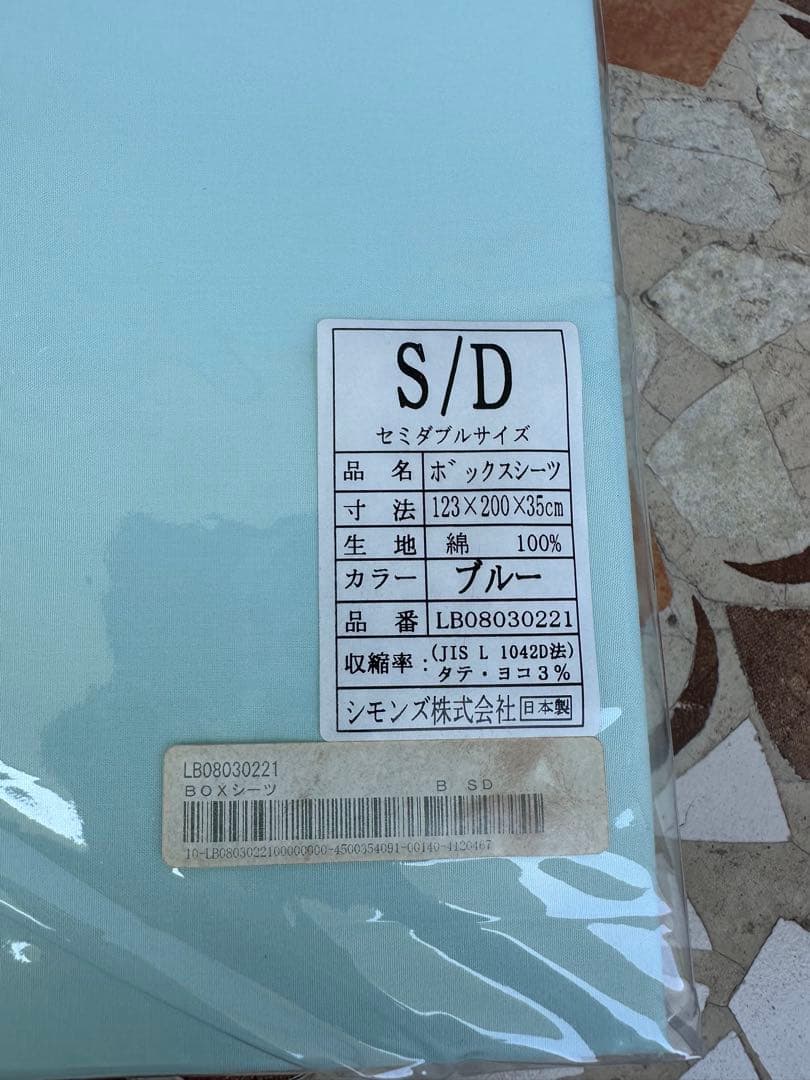 S/D
セミダブルサイズ
品 名 ボックスシーツ
寸 法 123×200×35cm
生 地 綿 100%
カラー ブルー
品 番 LB08030221
収縮率:(JIS L 1042D法)
タテ・ヨコ3%
シモンズ株式会社 日本製
LB08030221
BOXシーツ B SD
10-LB0803022100000000-4500354091-00140-4120467